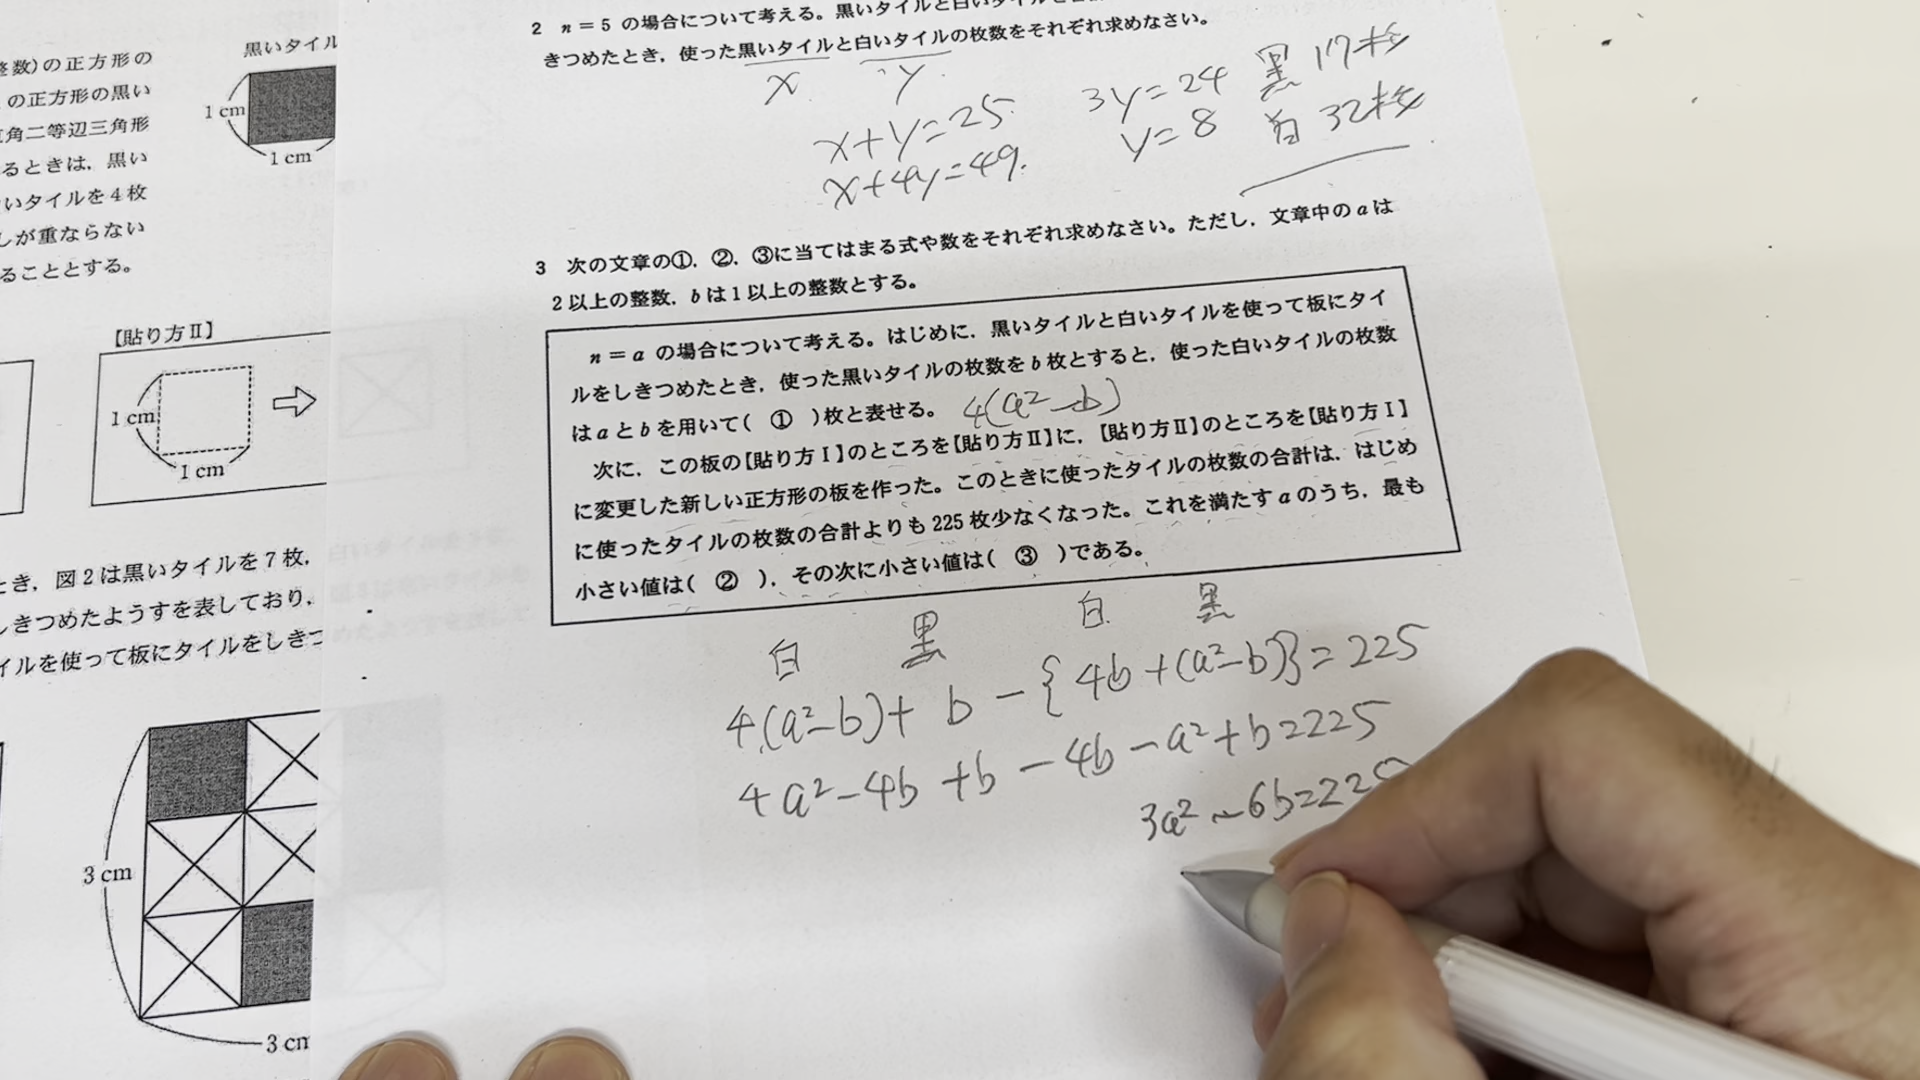 整数)の正方形の
の正方形の黒い
角二等辺三角形
るときは，黒い
いタイルを4枚
しが重ならない
ることとする。
黒いタイル
1 cm
1 cm
【貼り方Ⅱ】
1 cm
1 cm
とき，図2は黒いタイルを7枚，
しきつめたようすを表しており，
イルを使って板にタイルをしきつ
3 cm
3 cm
2 n＝5 の場合について考える。黒いタイルと白いタイルを
きつめたとき，使った黒いタイルと白いタイルの枚数をそれぞれ求めなさい。
x y
x+y=25
x+4y=49
3y=24
y=8
黒 17枚
白 32枚
3 次の文章の①，②，③に当てはまる式や数をそれぞれ求めなさい。ただし，文章中のaは
2以上の整数，bは1以上の整数とする。
n＝a の場合について考える。はじめに，黒いタイルと白いタイルを使って板にタイ
ルをしきつめたとき，使った黒いタイルの枚数をb枚とすると，使った白いタイルの枚数
はaとbを用いて( ① )枚と表せる。 4(a²-b)
次に，この板の【貼り方Ⅰ】のところを【貼り方Ⅱ】に，【貼り方Ⅱ】のところを【貼り方Ⅰ】
に変更した新しい正方形の板を作った。このときに使ったタイルの枚数の合計は，はじめ
に使ったタイルの枚数の合計よりも225枚少なくなった。これを満たすaのうち，最も
小さい値は( ② )，その次に小さい値は( ③ )である。
白 黒 白 黒
4(a²-b)+b-{4b+(a²-b)}=225
4a²-4b+b-4b-a²+b=225
3a²-6b=225